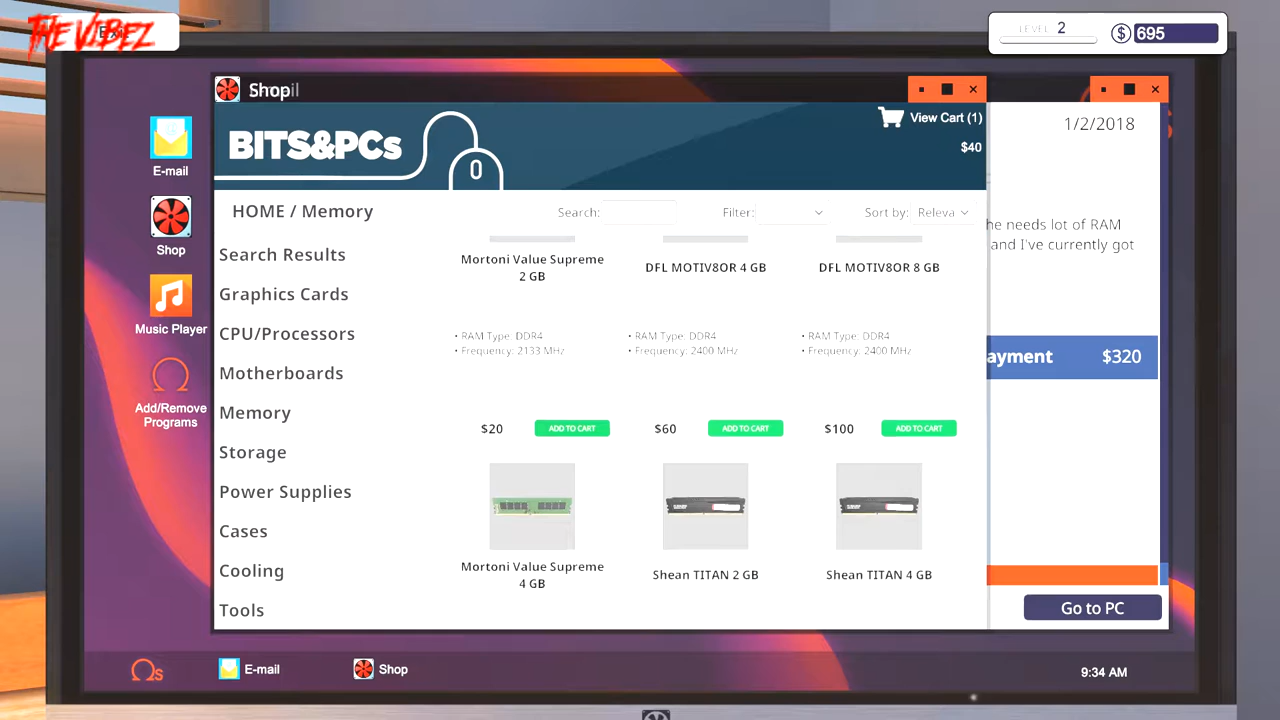 THE VIBEZ
LEVEL 2
$ 695
Shop
BITS&PCs
View Cart (1)
$40
1/2/2018
E-mail
Shop
Music Player
Add/Remove
Programs
HOME / Memory
Search:
Filter:
Sort by: Releva
Search Results
Graphics Cards
CPU/Processors
Motherboards
Memory
Storage
Power Supplies
Cases
Cooling
Tools
Mortoni Value Supreme
2 GB
DFL MOTIV8OR 4 GB
DFL MOTIV8OR 8 GB
• RAM Type: DDR4
• Frequency: 2133 MHz
• RAM Type: DDR4
• Frequency: 2400 MHz
• RAM Type: DDR4
• Frequency: 2400 MHz
$20 ADD TO CART
$60 ADD TO CART
$100 ADD TO CART
Mortoni Value Supreme
4 GB
Shean TITAN 2 GB
Shean TITAN 4 GB
he needs lot of RAM
and I've currently got
ayment $320
Go to PC
Ωs
E-mail
Shop
9:34 AM